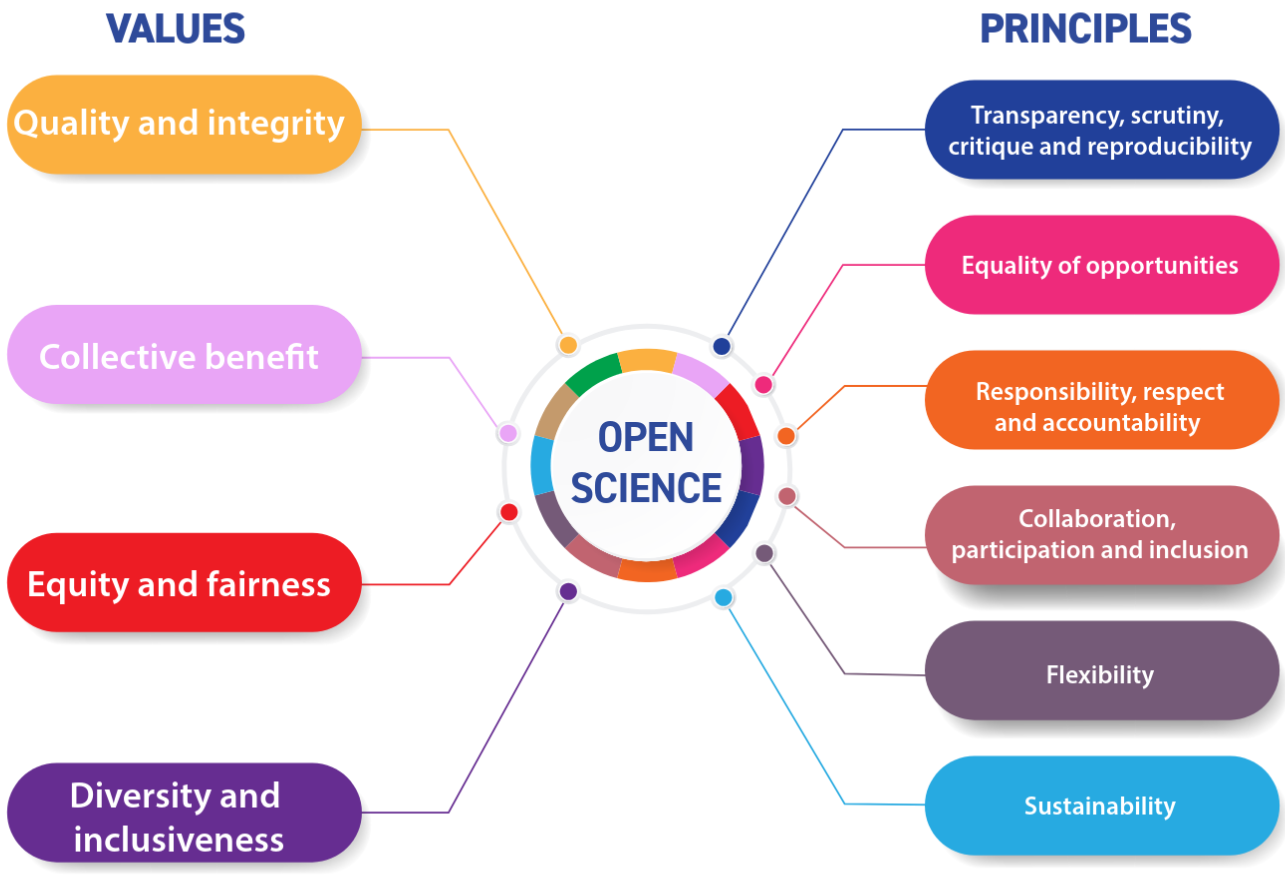 VALUES
Quality and integrity
Collective benefit
Equity and fairness
Diversity and
inclusiveness
OPEN
SCIENCE
PRINCIPLES
Transparency, scrutiny,
critique and reproducibility
Equality of opportunities
Responsibility, respect
and accountability
Collaboration,
participation and inclusion
Flexibility
Sustainability